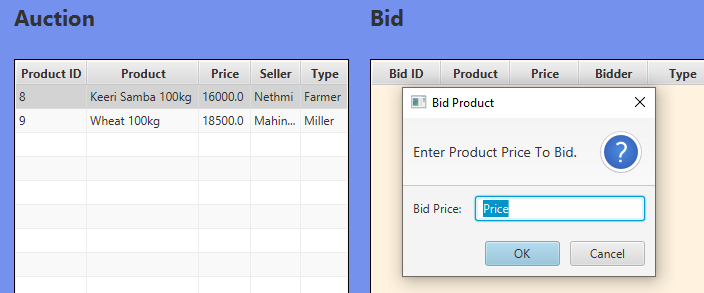 Auction
Product ID Product Price Seller Type
8 Keeri Samba 100kg 16000.0 Nethmi Farmer
9 Wheat 100kg 18500.0 Mahin... Miller
Bid
Bid ID Product Price Bidder Type
Bid Product
Enter Product Price To Bid.
?
Bid Price: Price
OK Cancel